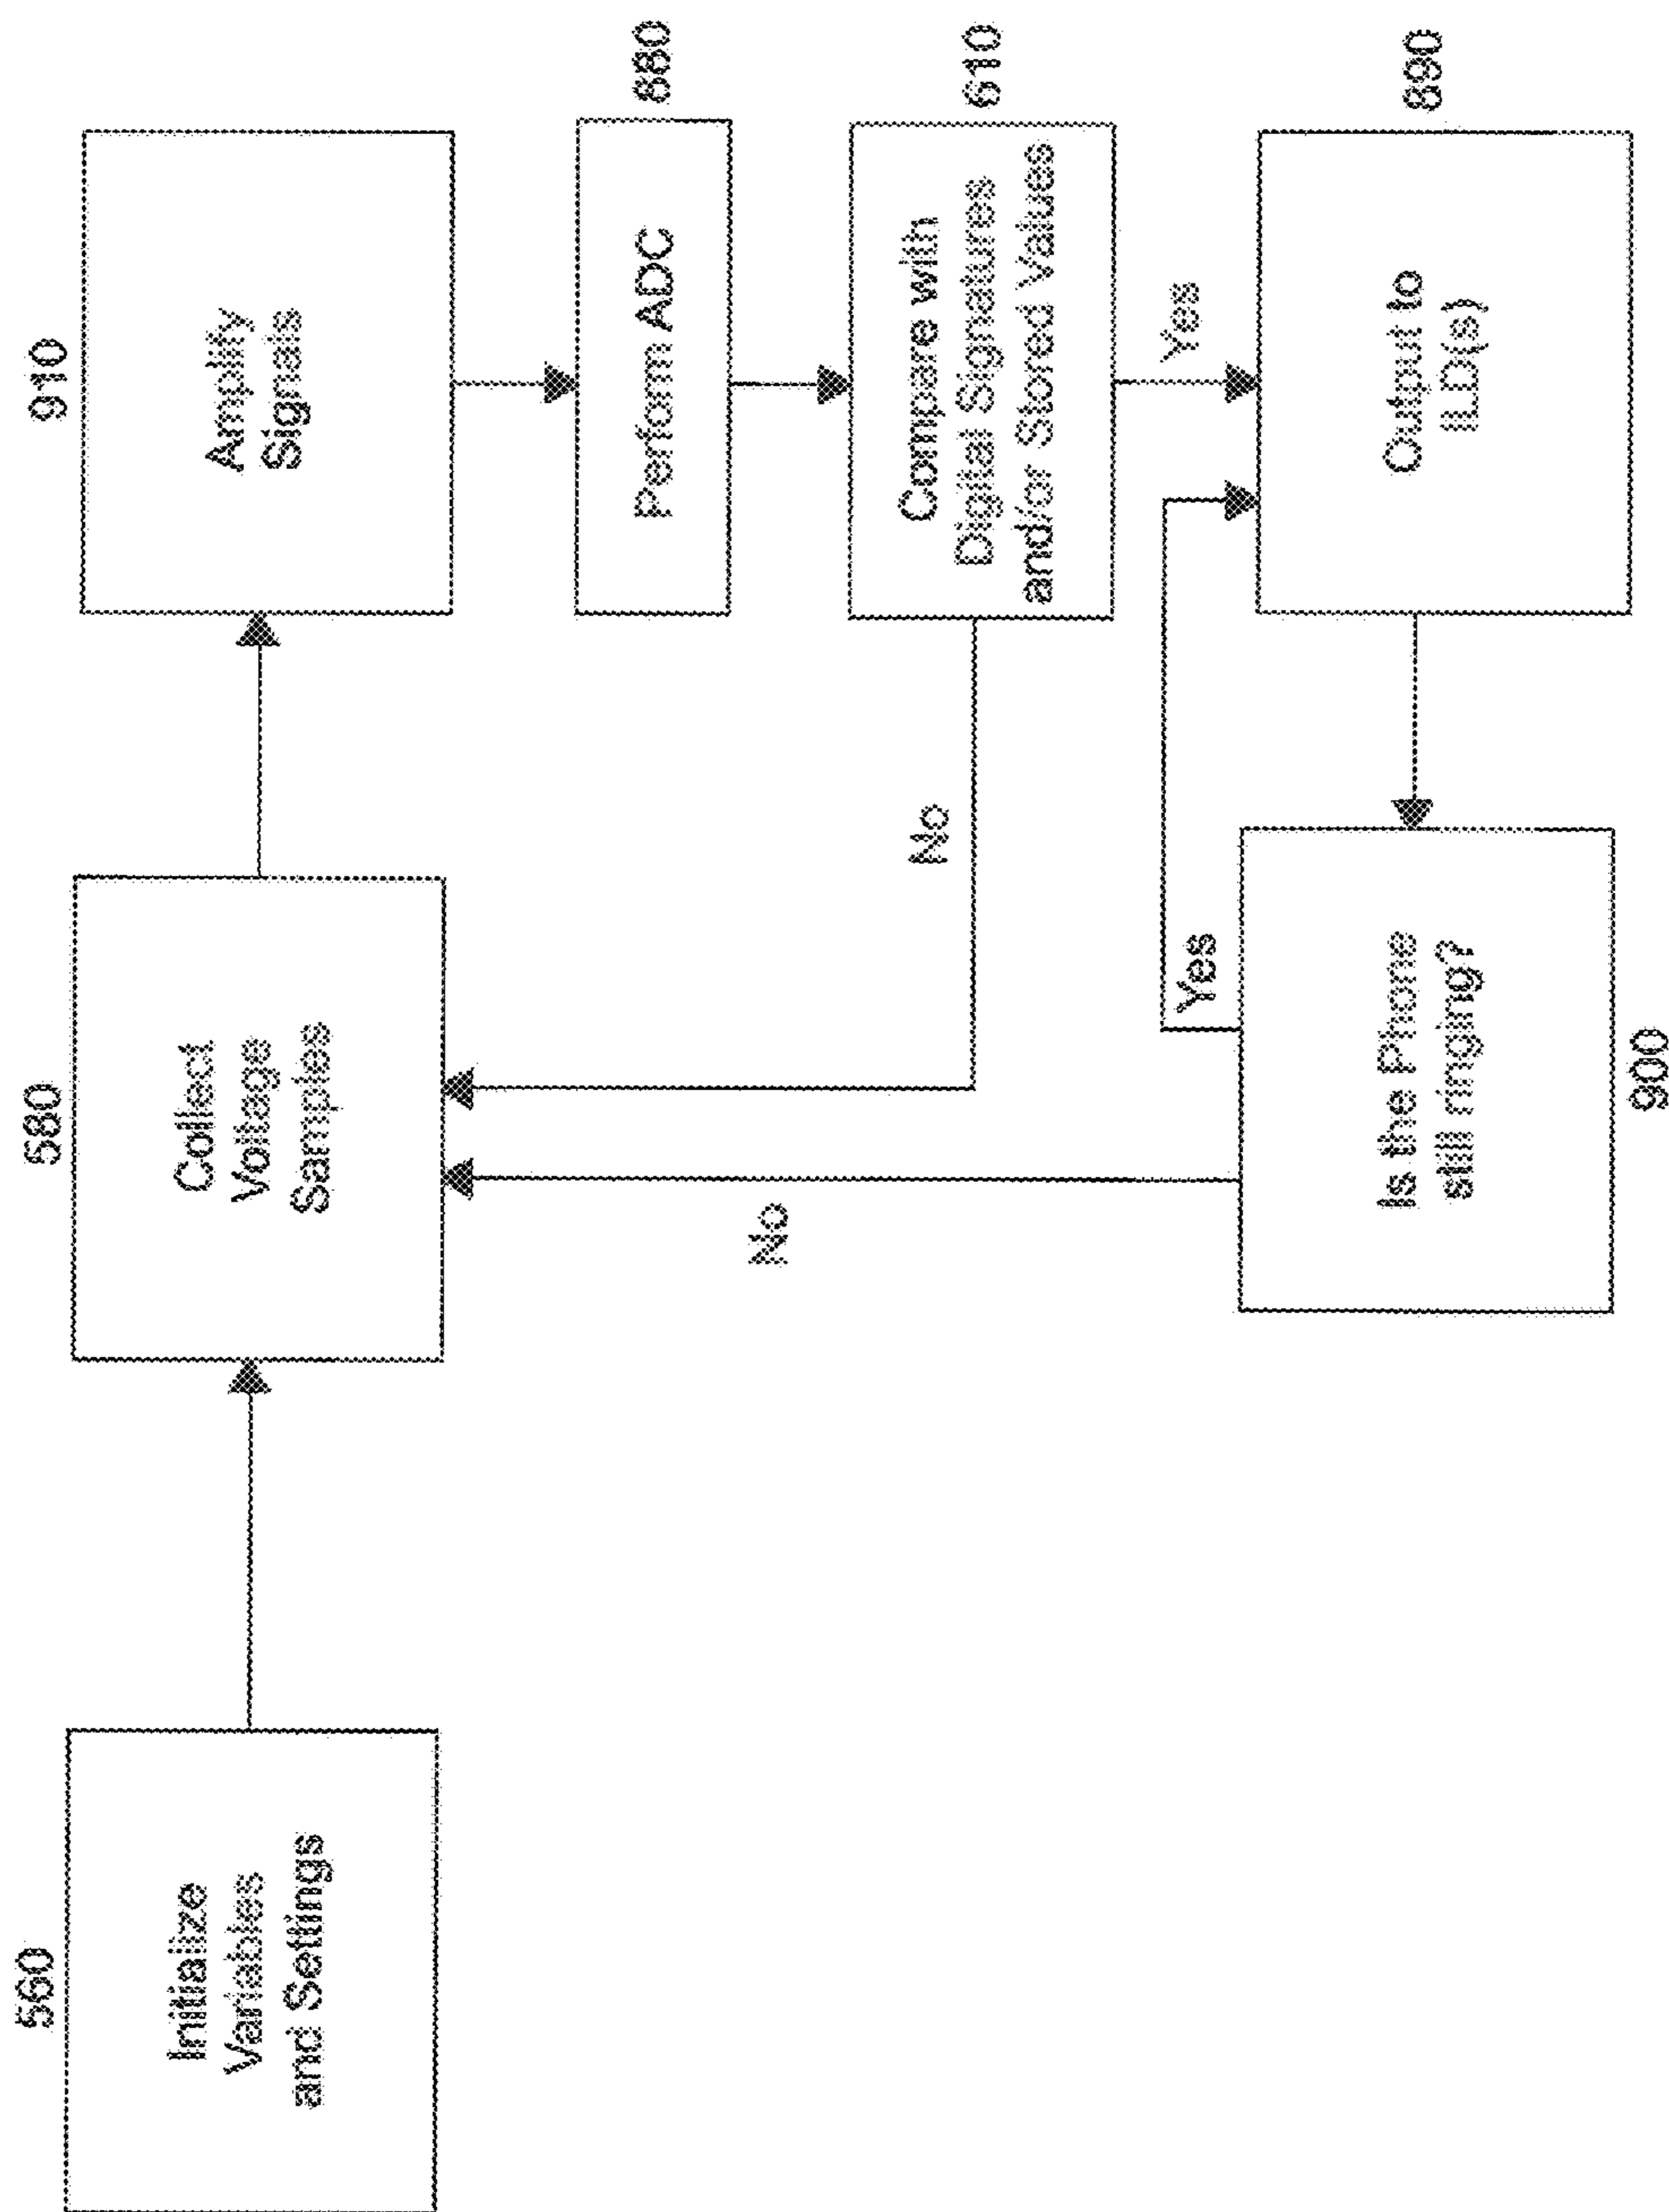 560
Initialize
Variables
and Settings
580
Collect
Voltage
Samples
910
Amplify
Signals
Perform ADC
880
Compare with
Digital Signatures
and/or Stored Values
610
No
Yes
Output to
ILD(s)
890
Is the Phone
still ringing?
900
Yes
No